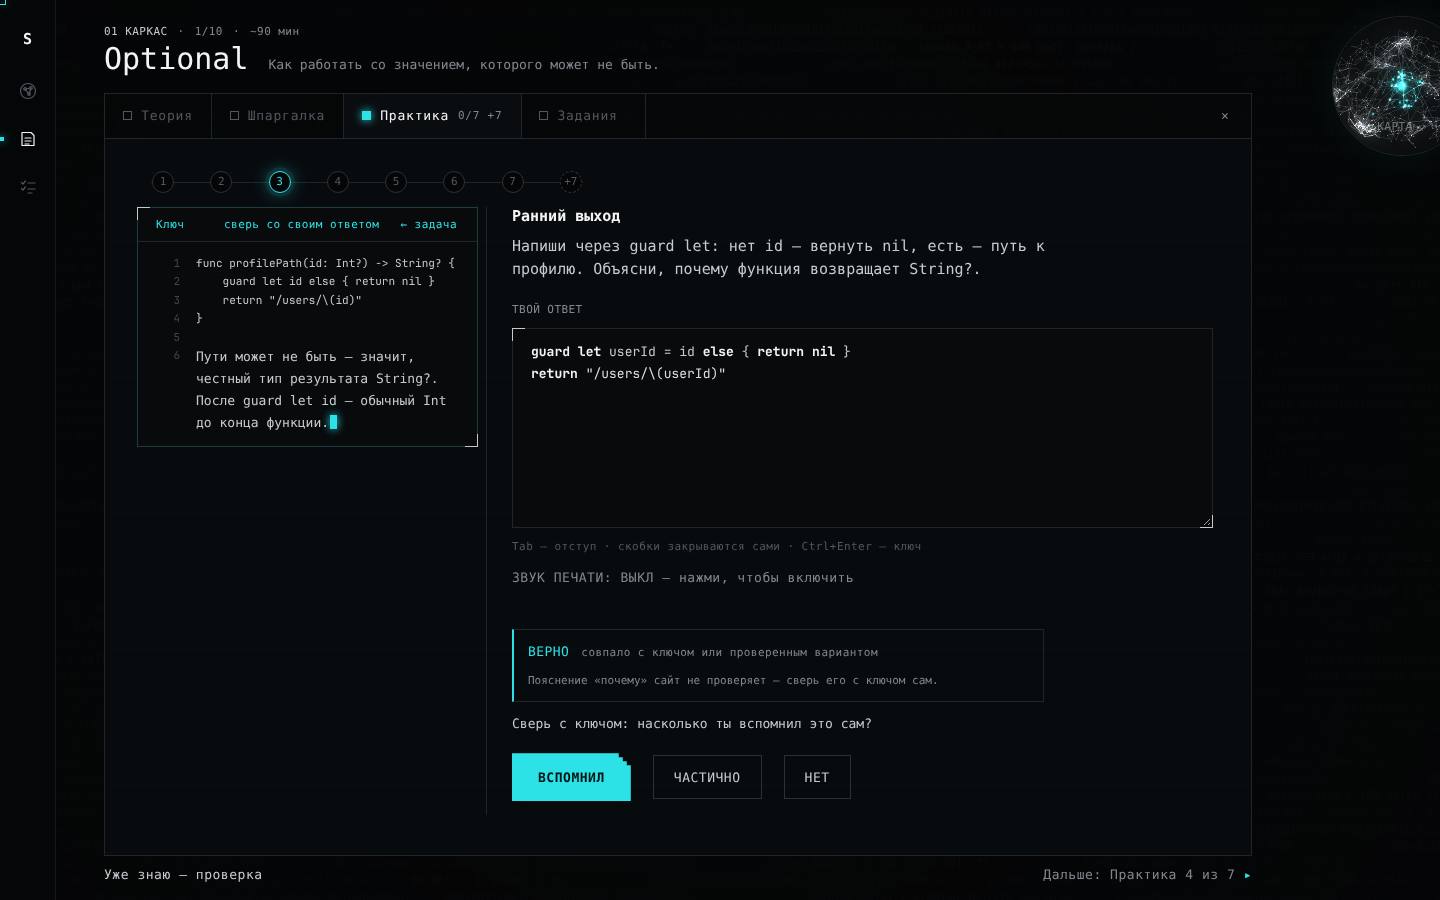 S
01 КАРКАС · 1/10 · ~90 мин
Optional Как работать со значением, которого может не быть.
КАРТА
Теория
Шпаргалка
Практика 0/7 +7
Задания
×
1 2 3 4 5 6 7 +7
Ключ сверь со своим ответом ← задача
1 func profilePath(id: Int?) -> String? {
2 guard let id else { return nil }
3 return "/users/\(id)"
4 }
5
6 Пути может не быть — значит,
честный тип результата String?.
После guard let id — обычный Int
до конца функции.
Ранний выход
Напиши через guard let: нет id — вернуть nil, есть — путь к
профилю. Объясни, почему функция возвращает String?.
ТВОЙ ОТВЕТ
guard let userId = id else { return nil }
return "/users/\(userId)"
Tab — отступ · скобки закрываются сами · Ctrl+Enter — ключ
ЗВУК ПЕЧАТИ: ВЫКЛ — нажми, чтобы включить
ВЕРНО совпало с ключом или проверенным вариантом
Пояснение «почему» сайт не проверяет — сверь его с ключом сам.
Сверь с ключом: насколько ты вспомнил это сам?
ВСПОМНИЛ
ЧАСТИЧНО
НЕТ
Уже знаю — проверка
Дальше: Практика 4 из 7 ▸